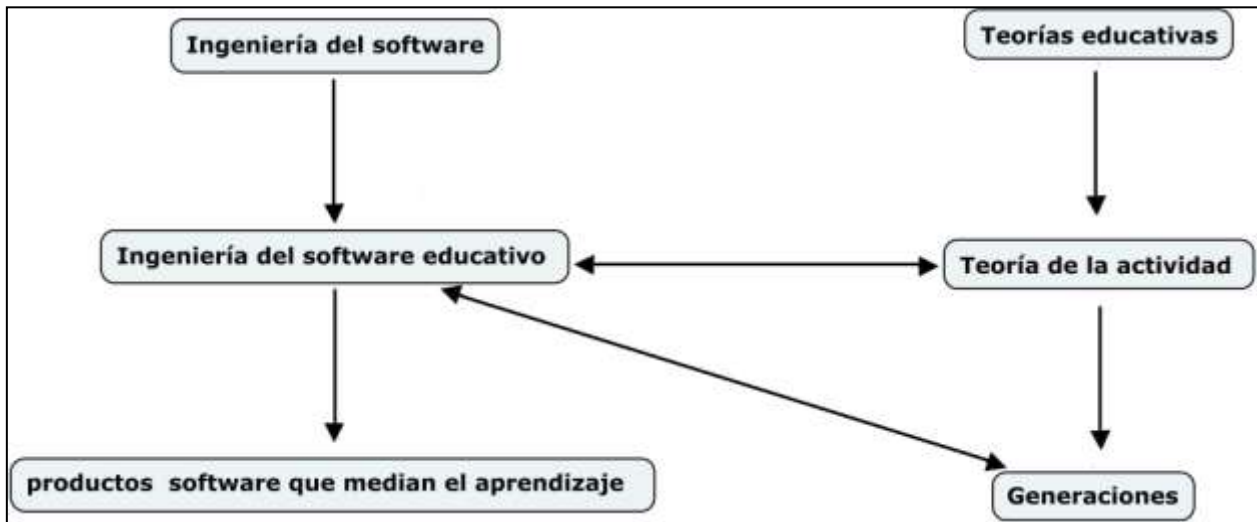 Ingeniería del software
Teorías educativas
Ingeniería del software educativo
Teoría de la actividad
productos software que median el aprendizaje
Generaciones